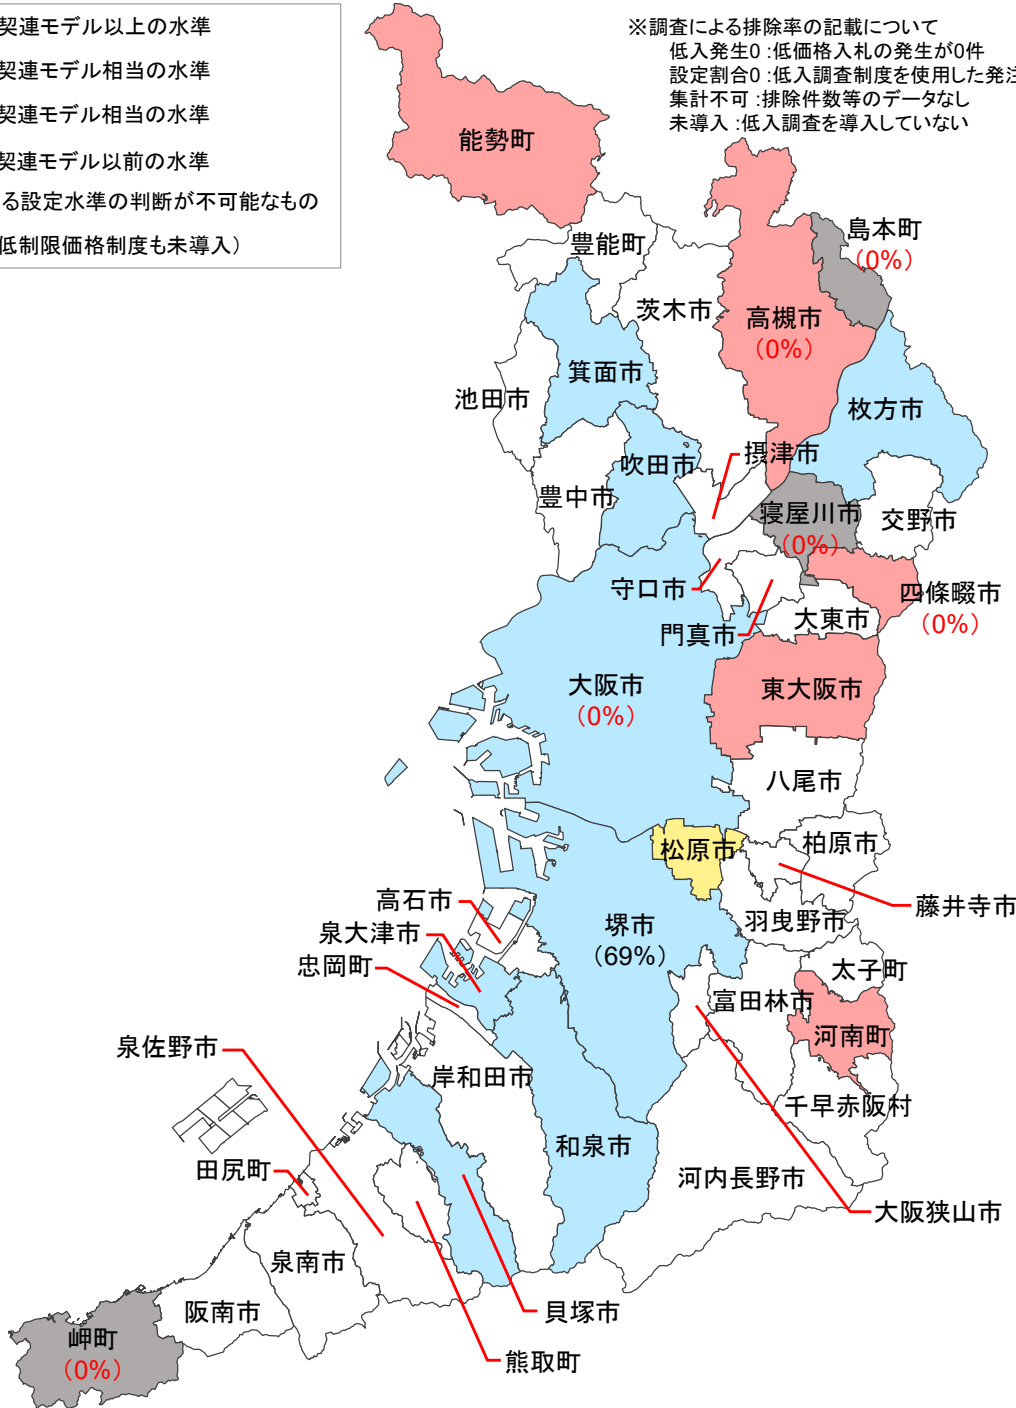 契連モデル以上の水準
契連モデル相当の水準
契連モデル相当の水準
契連モデル以前の水準
る設定水準の判断が不可能なもの
低制限価格制度も未導入）
※調査による排除率の記載について
低入発生0：低価格入札の発生が0件
設定割合0：低入調査制度を使用した発注
集計不可：排除件数等のデータなし
未導入：低入調査を導入していない
能勢町
豊能町
島本町
（0%）
茨木市
高槻市
（0%）
箕面市
池田市
枚方市
摂津市
吹田市
豊中市
寝屋川市
（0%）
交野市
守口市
四條畷市
（0%）
門真市
大東市
大阪市
（0%）
東大阪市
八尾市
松原市
柏原市
高石市
藤井寺市
堺市
（69%）
羽曳野市
泉大津市
忠岡町
太子町
富田林市
河南町
泉佐野市
岸和田市
千早赤阪村
和泉市
田尻町
河内長野市
大阪狭山市
泉南市
阪南市
貝塚市
岬町
（0%）
熊取町